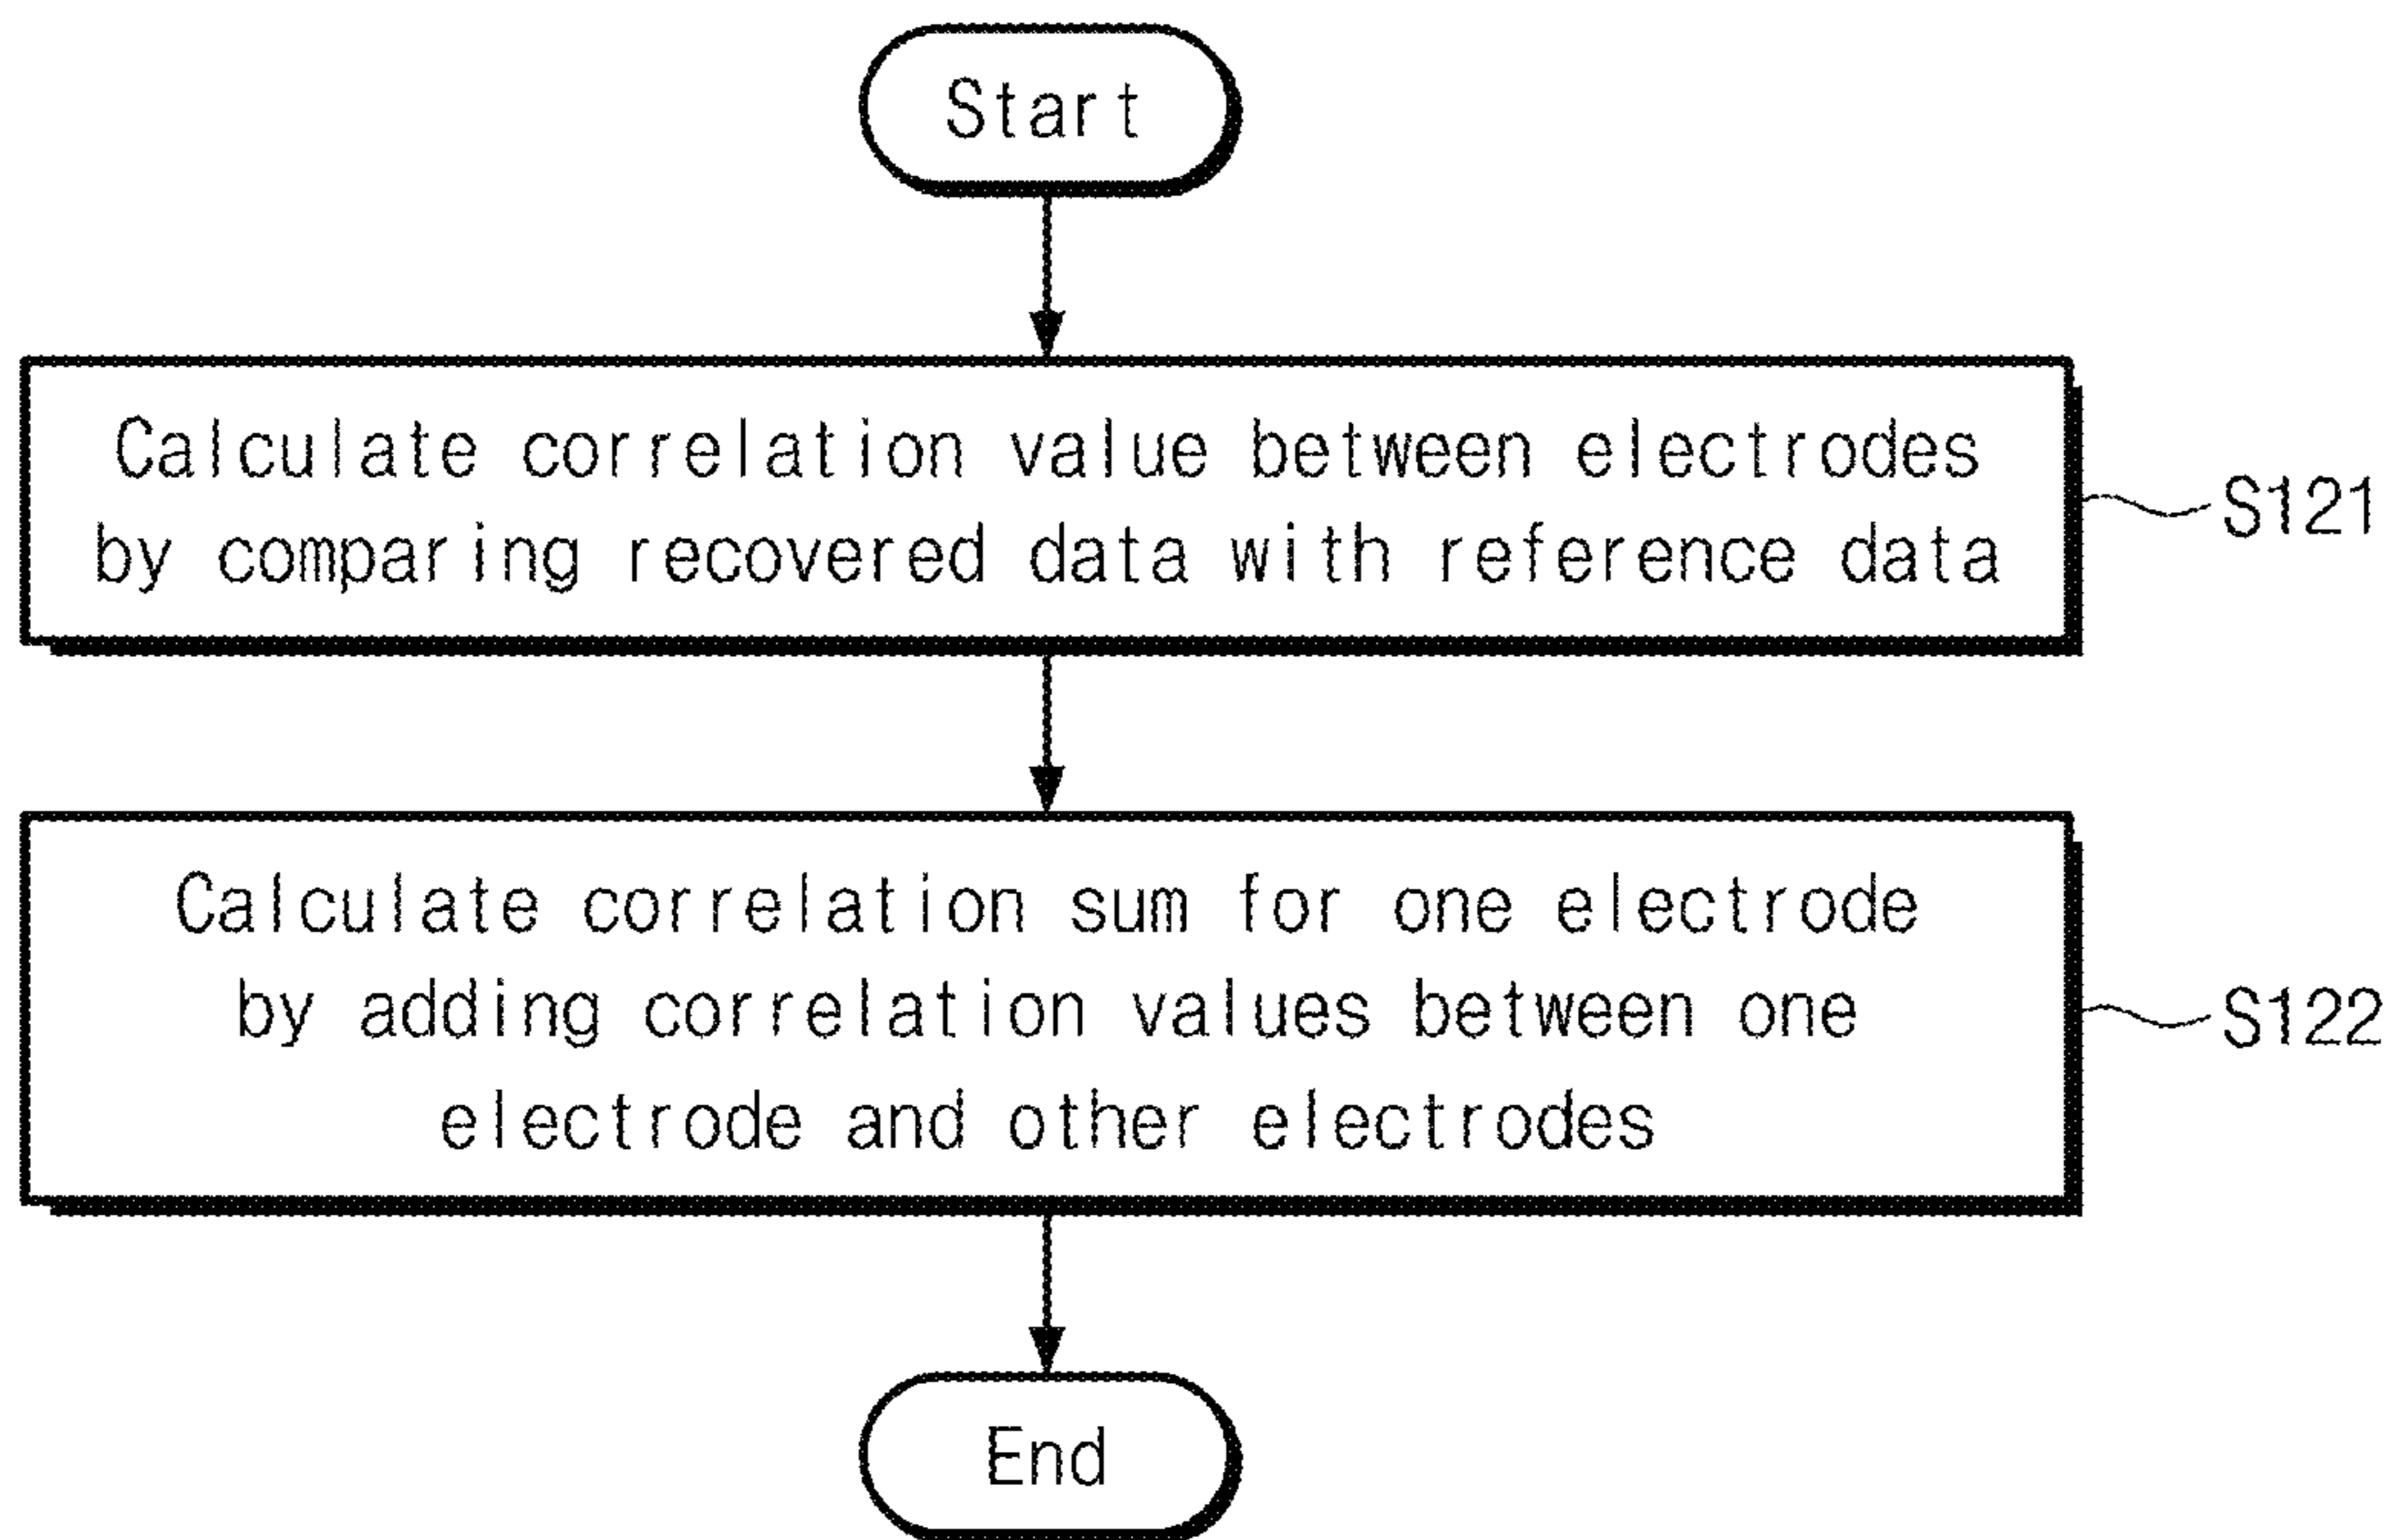 Start
Calculate correlation value between electrodes
by comparing recovered data with reference data
S121
Calculate correlation sum for one electrode
by adding correlation values between one
electrode and other electrodes
S122
End